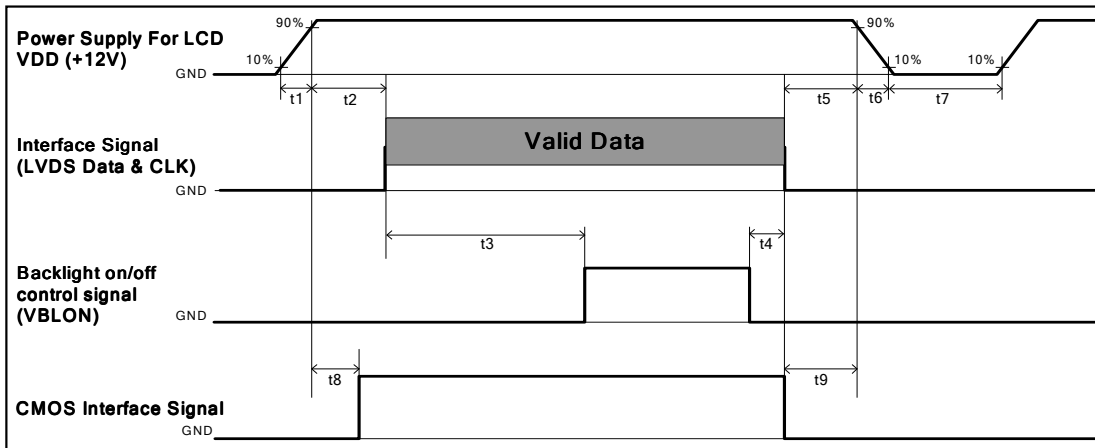 Power Supply For LCD
VDD (+12V)
90%
10%
GND
t1
t2
90%
10%
10%
t5
t6
t7
Interface Signal
(LVDS Data & CLK)
GND
Valid Data
t3
t4
Backlight on/off
control signal
(VBLON)
GND
t8
t9
CMOS Interface Signal
GND